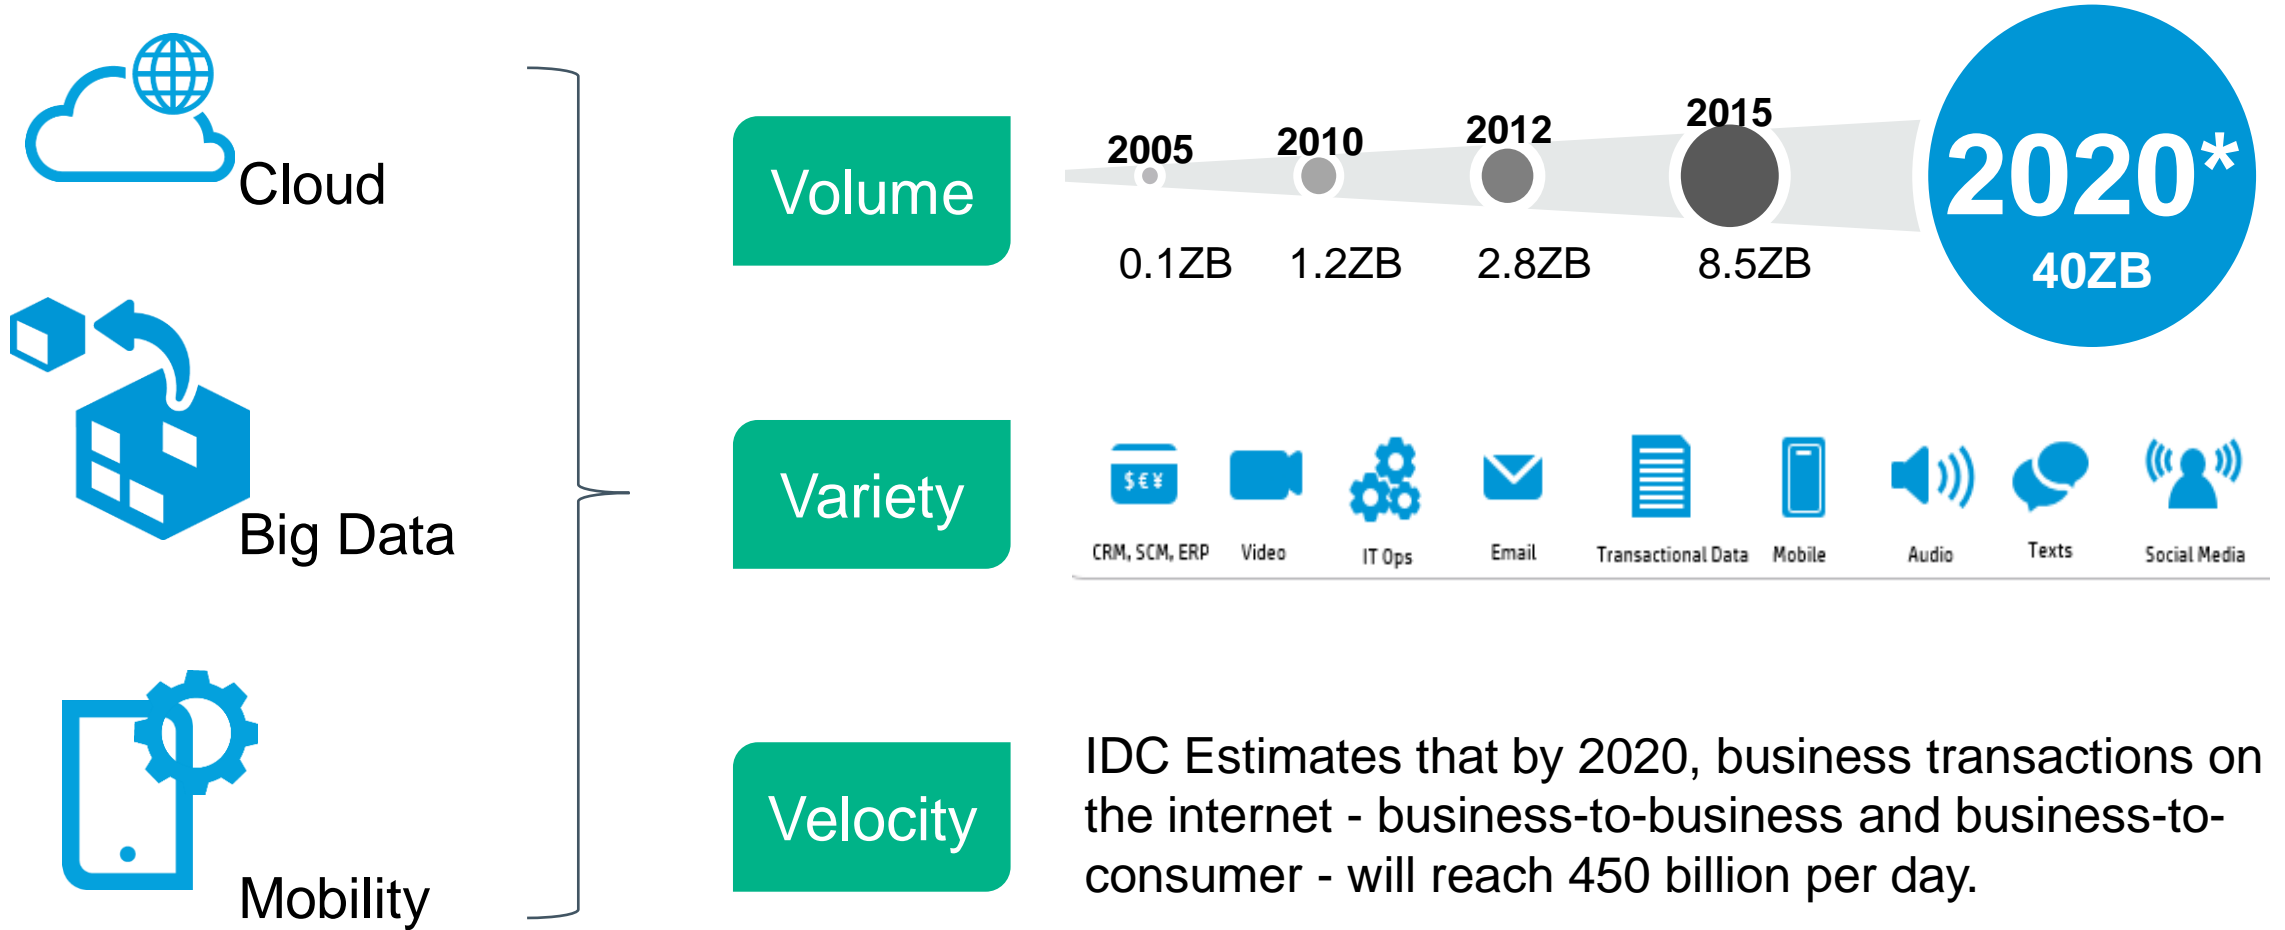 Cloud
Big Data
Mobility
Volume
2005
2010
2012
2015
2020*
0.1ZB
1.2ZB
2.8ZB
8.5ZB
40ZB
Variety
$€¥
CRM, SCM, ERP
Video
IT Ops
Email
Transactional Data
Mobile
Audio
Texts
Social Media
Velocity
IDC Estimates that by 2020, business transactions on
the internet - business-to-business and business-to-
consumer - will reach 450 billion per day.